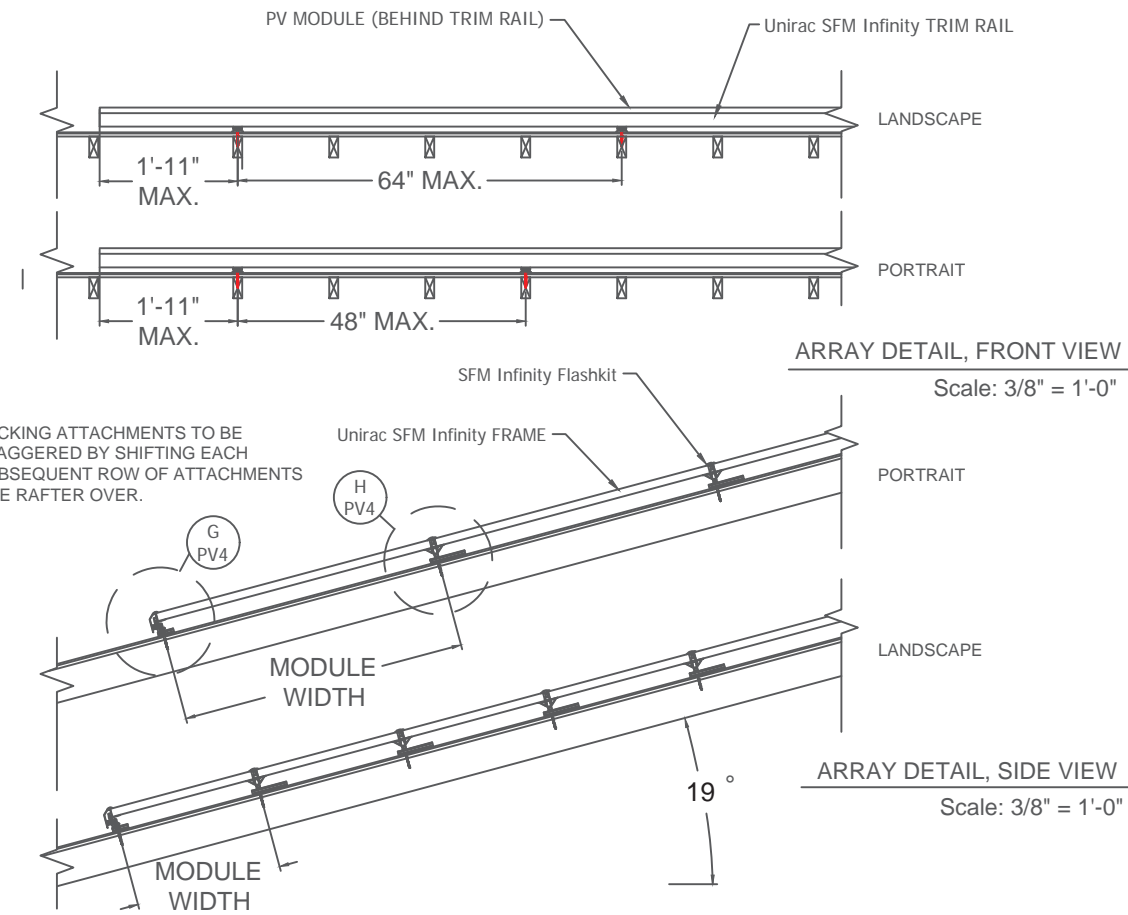 PV MODULE (BEHIND TRIM RAIL)
Unirac SFM Infinity TRIM RAIL
LANDSCAPE
1'-11"
MAX.
64" MAX.
PORTRAIT
1'-11"
MAX.
48" MAX.
ARRAY DETAIL, FRONT VIEW
Scale: 3/8" = 1'-0"
SFM Infinity Flashkit
Unirac SFM Infinity FRAME
CKING ATTACHMENTS TO BE
AGGERED BY SHIFTING EACH
BSEQUENT ROW OF ATTACHMENTS
E RAFTER OVER.
PORTRAIT
H
PV4
G
PV4
MODULE
WIDTH
LANDSCAPE
19 °
ARRAY DETAIL, SIDE VIEW
Scale: 3/8" = 1'-0"
MODULE
WIDTH